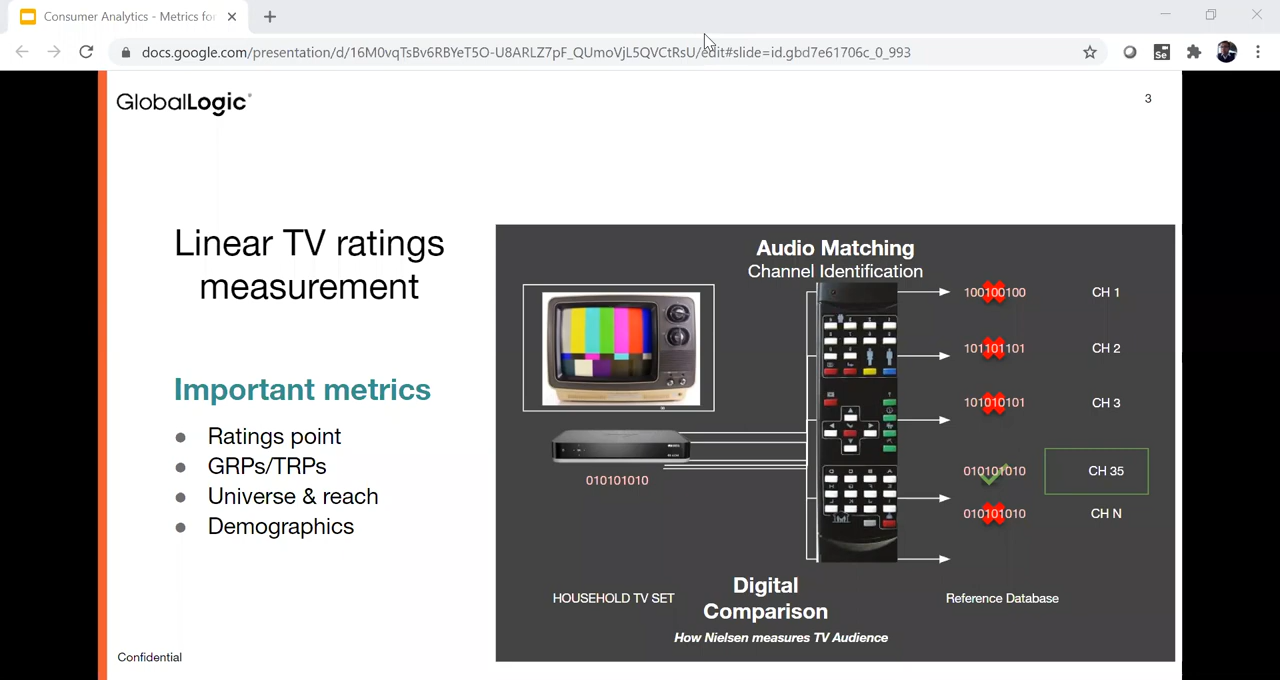 Consumer Analytics - Metrics for
docs.google.com/presentation/d/16M0vqTsBv6RBYeT5O-U8ARLZ7pF_QUmoVjL5QVCtRsU/edit#slide=id.gbd7e61706c_0_993
Se
GlobalLogic
3
Linear TV ratings
measurement
Important metrics
Ratings point
GRPs/TRPs
Universe & reach
Demographics
Audio Matching
Channel Identification
100100100 CH 1
101101101 CH 2
101010101 CH 3
010101010 CH 35
010101010 CH N
010101010
HOUSEHOLD TV SET
Digital
Comparison
Reference Database
How Nielsen measures TV Audience
Confidential